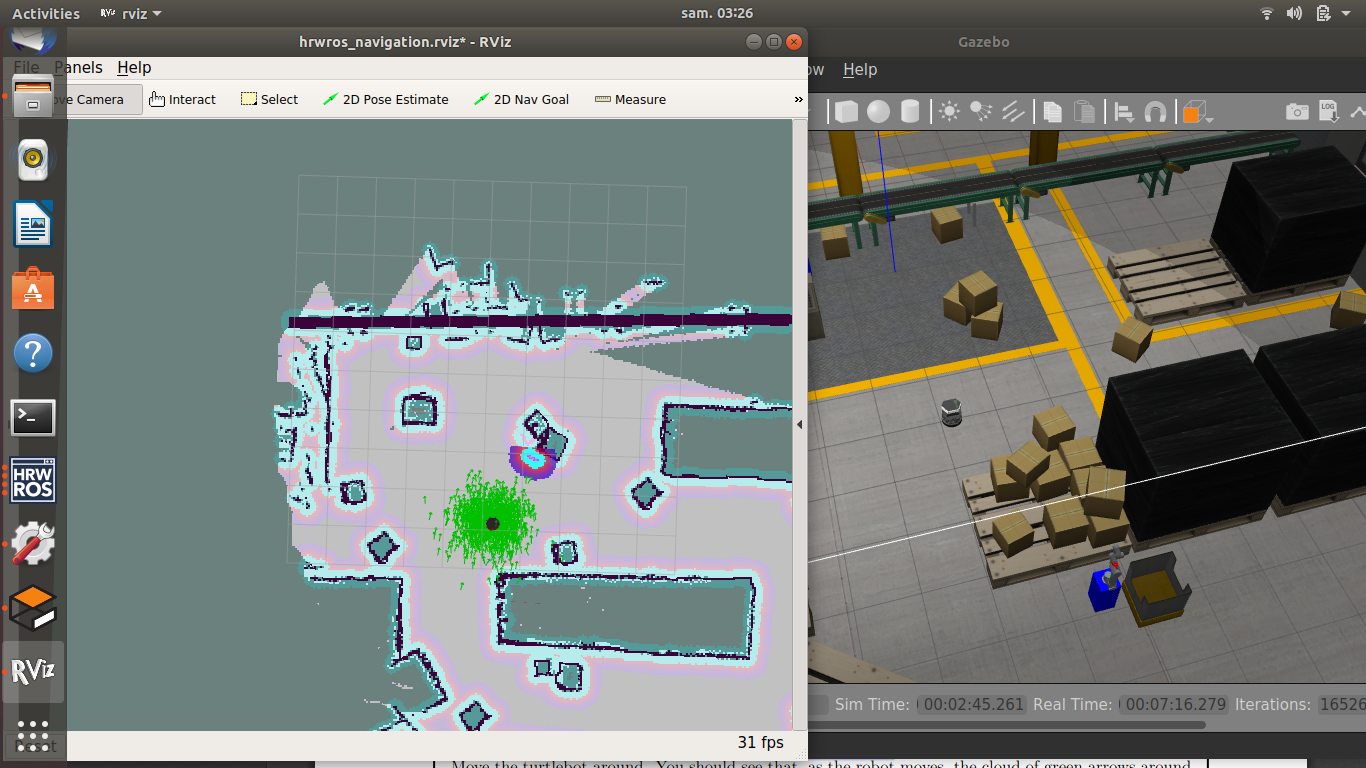 Activities RViz rviz sam. 03:26
hrwros_navigation.rviz* - RViz
Gazebo
File Panels Help
Help
Camera Interact Select 2D Pose Estimate 2D Nav Goal Measure »
LOG
HRW
ROS
RViz
Sim Time: 00:02:45.261 Real Time: 00:07:16.279 Iterations: 16526
Reset
31 fps
Move the turtlebot around. You should see that, as the robot moves, the cloud of green arrows around